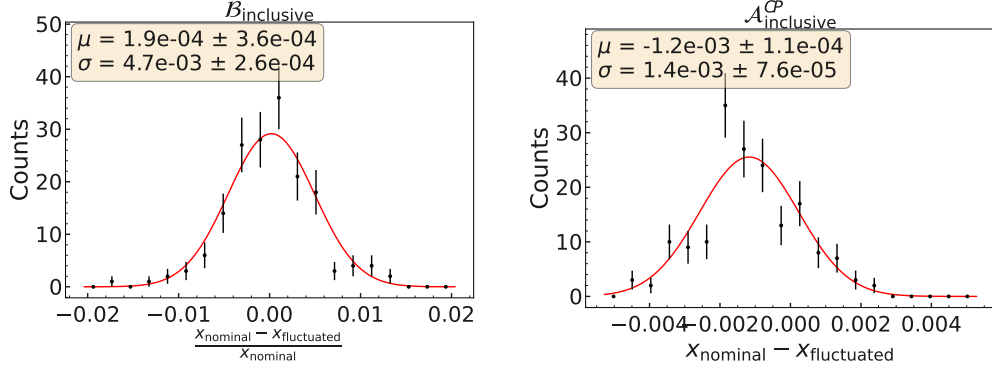 𝓑inclusive
μ = 1.9e-04 ± 3.6e-04
σ = 4.7e-03 ± 2.6e-04
50
40
30
20
10
0
Counts
−0.02 −0.01 0.00 0.01 0.02
xnominal − xfluctuated
xnominal
𝓐CPinclusive
μ = -1.2e-03 ± 1.1e-04
σ = 1.4e-03 ± 7.6e-05
40
30
20
10
0
Counts
−0.004 −0.002 0.000 0.002 0.004
xnominal − xfluctuated